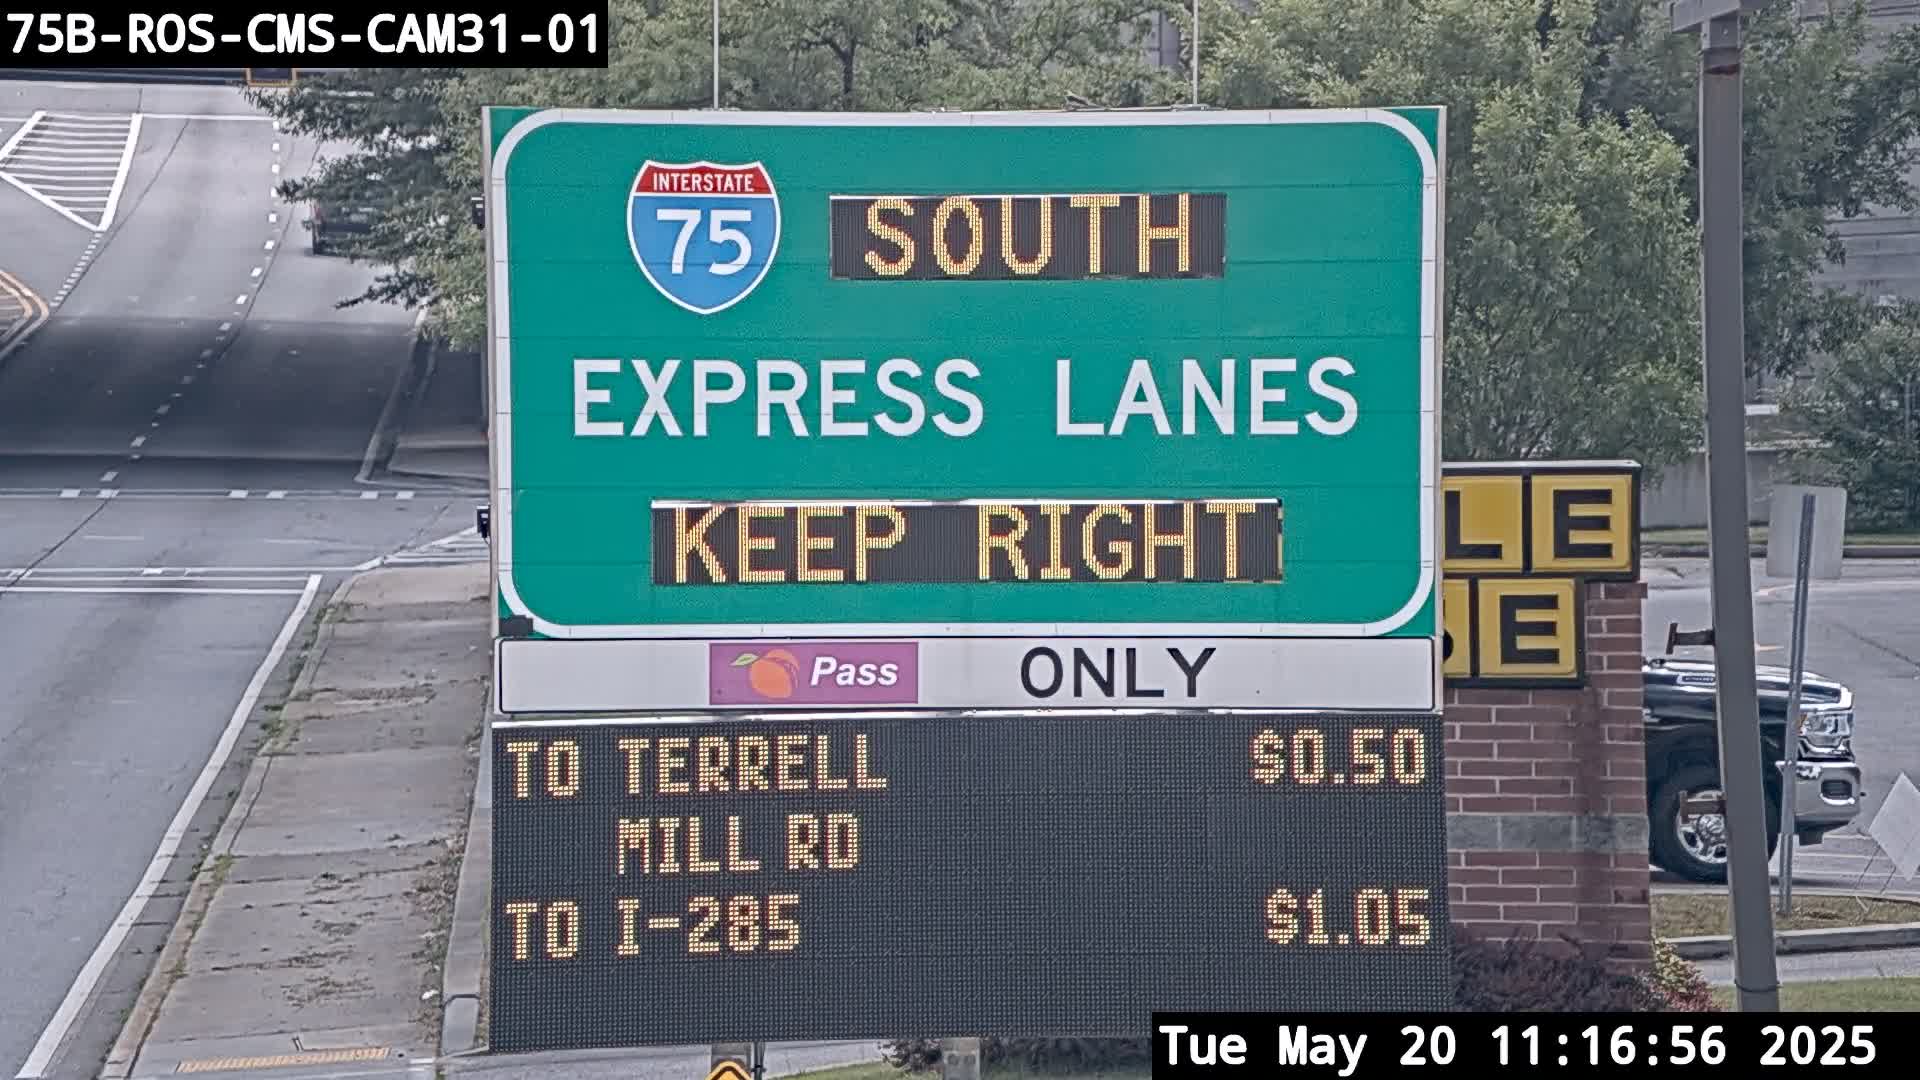 75B-ROS-CMS-CAM31-01
INTERSTATE
75
SOUTH
EXPRESS LANES
KEEP RIGHT
Pass ONLY
TO TERRELL $0.50
MILL RD
TO I-285 $1.05
LE
E
Tue May 20 11:16:56 2025